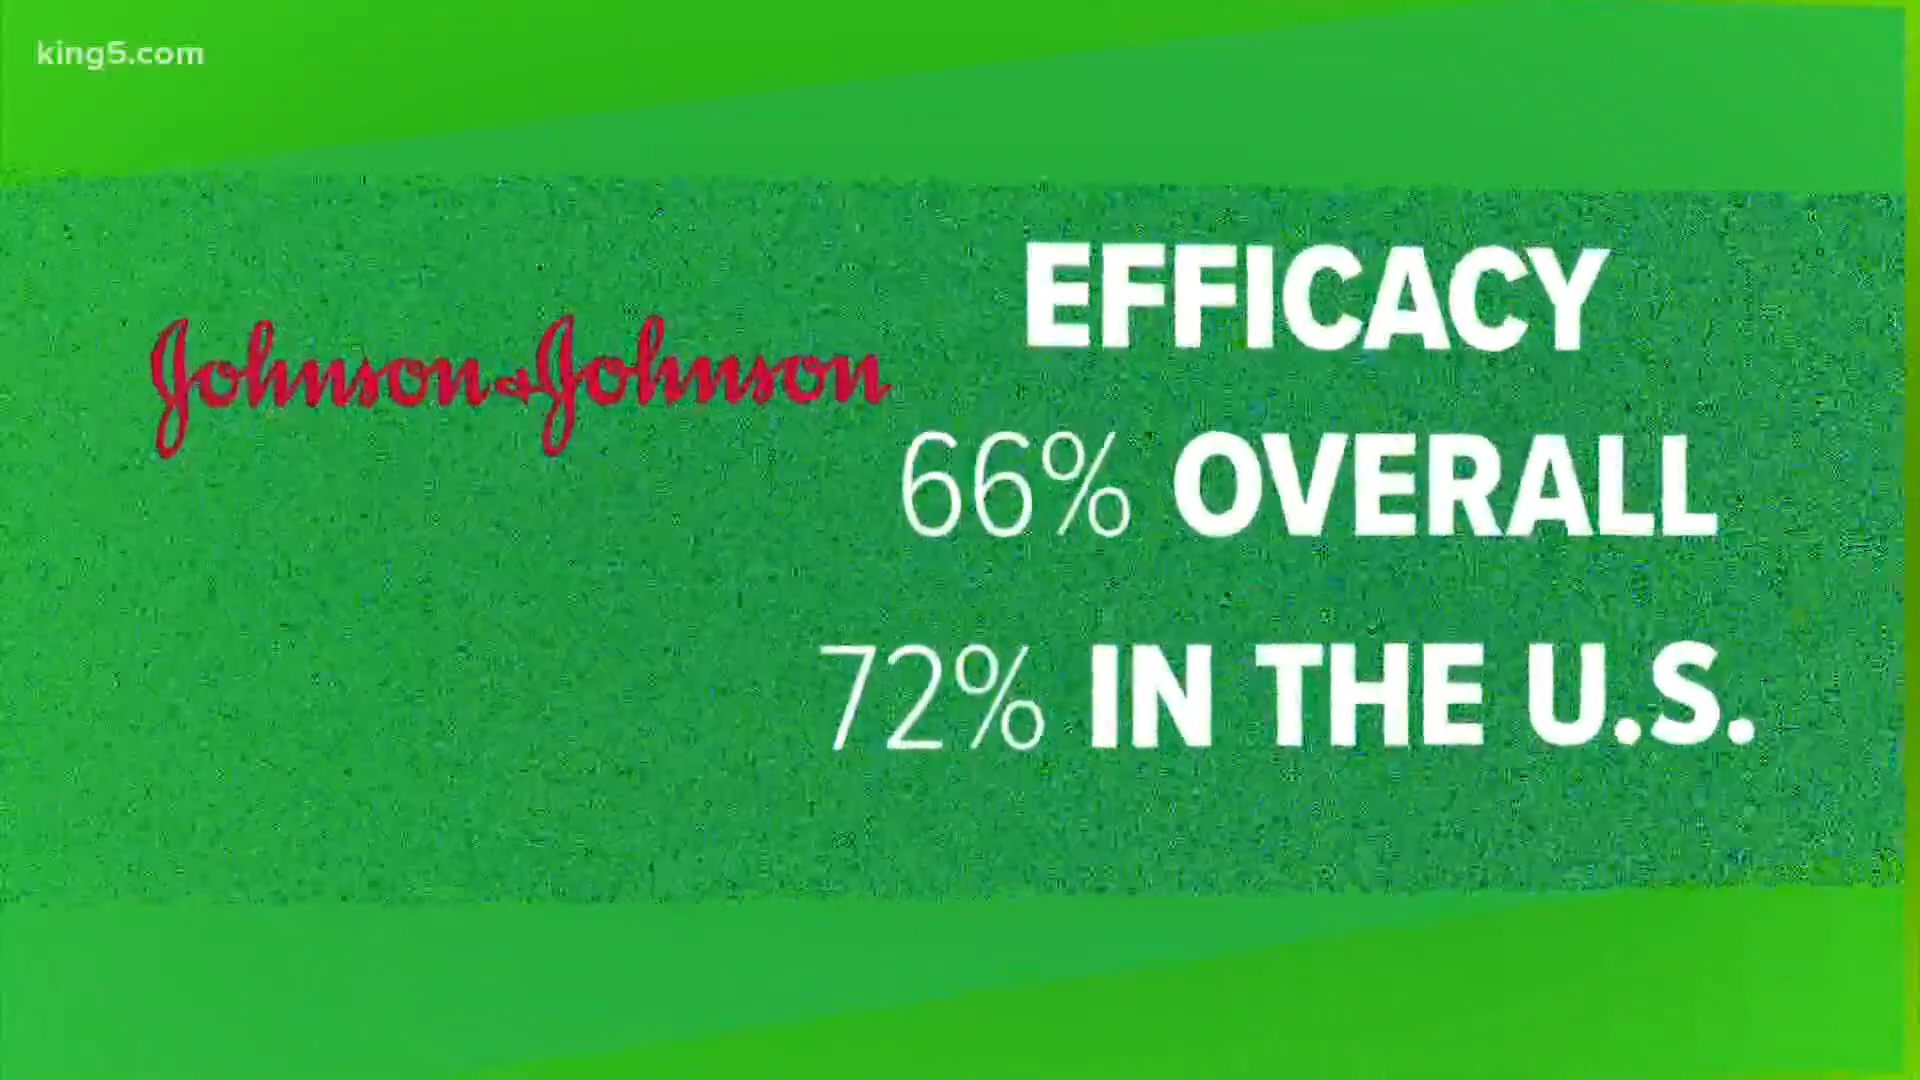 king5.com
EFFICACY
Johnson & Johnson
66% OVERALL
72% IN THE U.S.